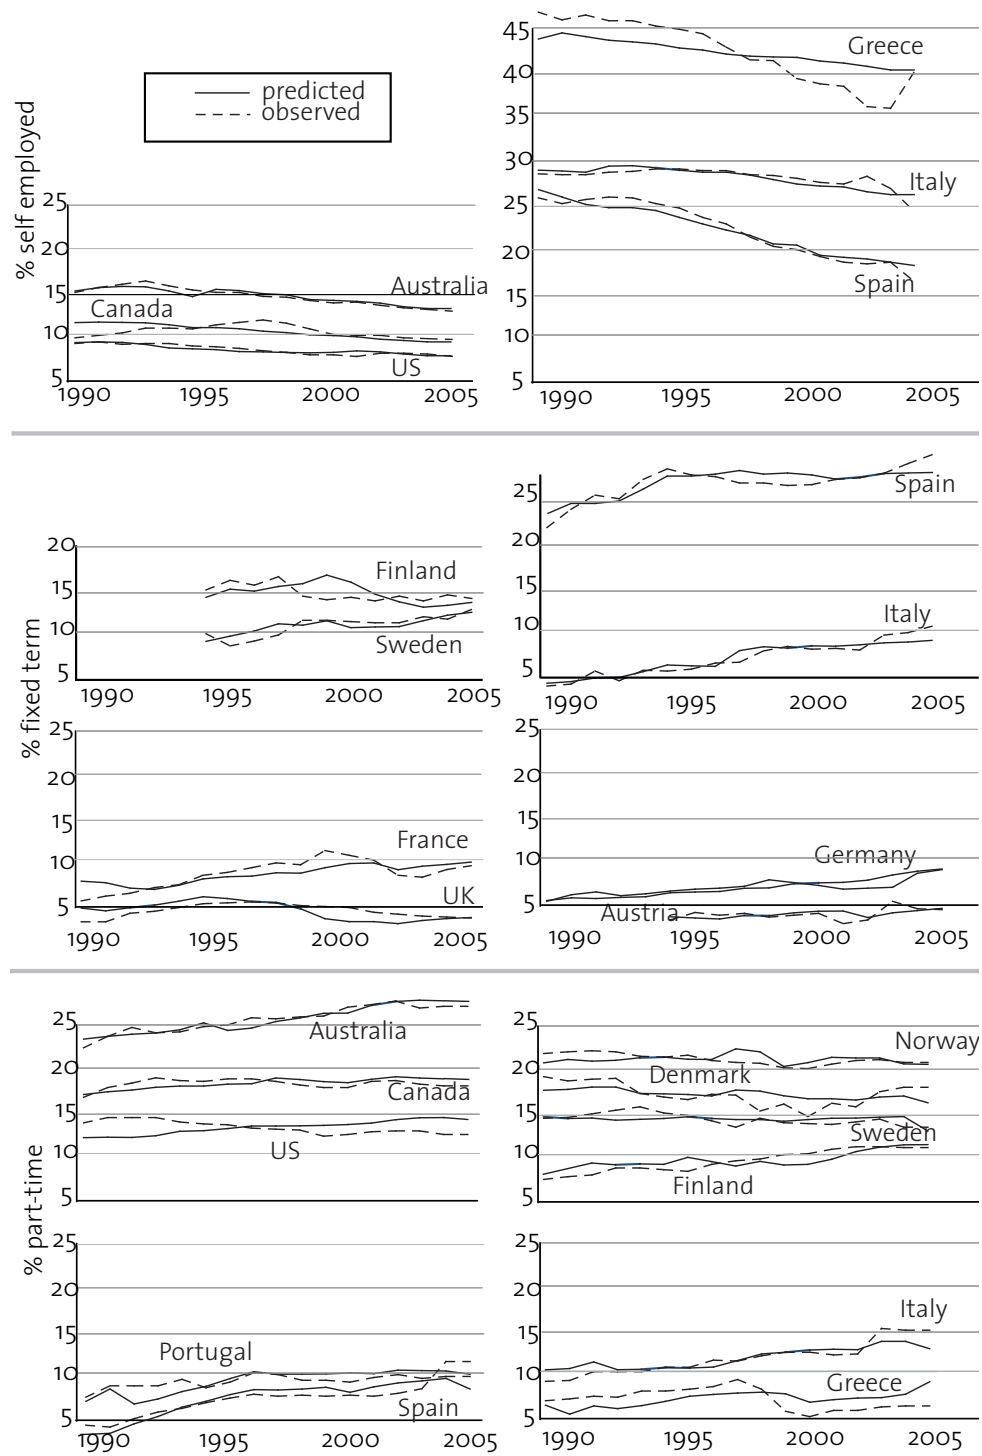 predicted
observed
% self employed
25
20
15
10
5
Australia
Canada
US
1990 1995 2000 2005
45
40
35
30
25
20
15
10
5
Greece
Italy
Spain
1990 1995 2000 2005
% fixed term
20
15
10
5
Finland
Sweden
1990 1995 2000 2005
25
20
15
10
5
Spain
Italy
1990 1995 2000 2005
25
20
15
10
5
France
UK
1990 1995 2000 2005
25
20
15
10
5
Germany
Austria
1990 1995 2000 2005
% part-time
25
20
15
10
5
Australia
Canada
US
25
20
15
10
5
Norway
Denmark
Sweden
Finland
25
20
15
10
5
Portugal
Spain
1990 1995 2000 2005
25
20
15
10
5
Italy
Greece
1990 1995 2000 2005